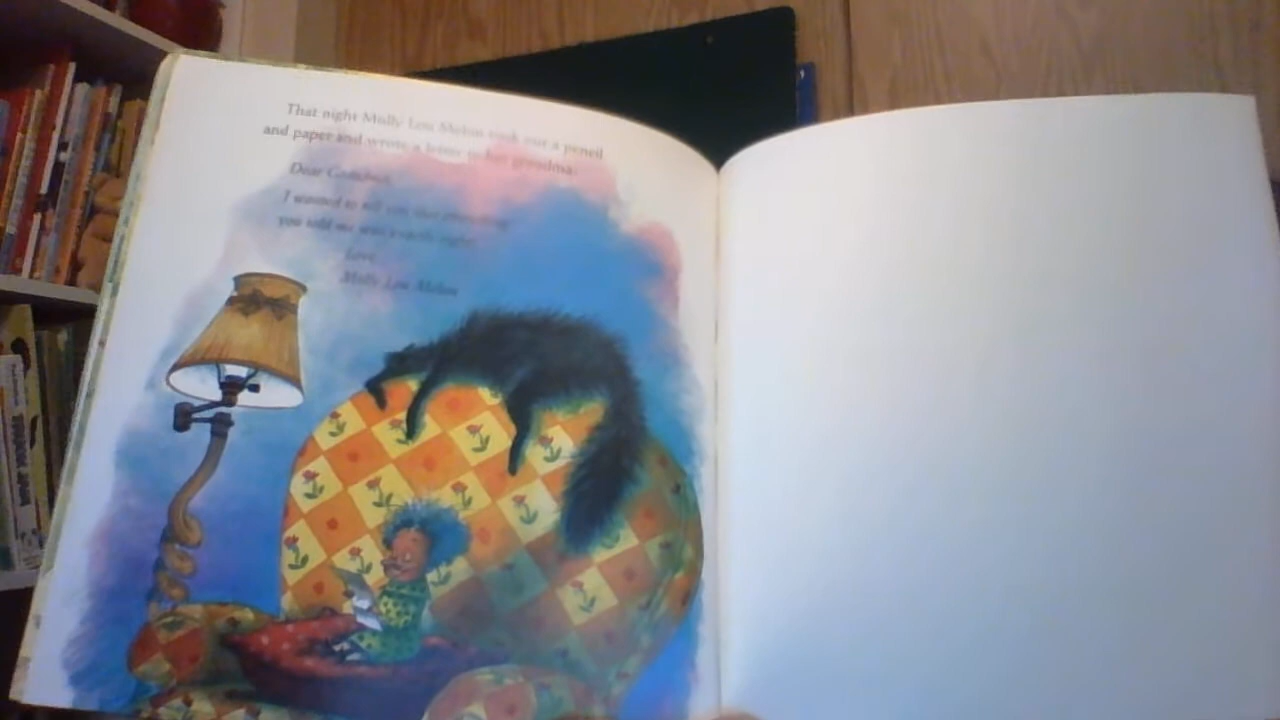 That night Molly Lou Melon took out a pencil
and paper and wrote a letter to her grandma:
Dear Grandma,
I wanted to tell you that everything
you told me was exactly right.
Love,
Molly Lou Melon